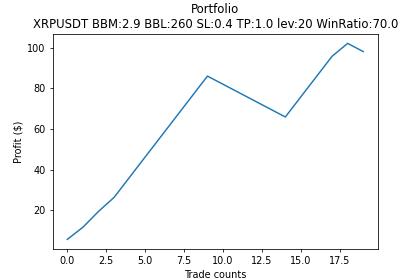 Portfolio
XRPUSDT BBM:2.9 BBL:260 SL:0.4 TP:1.0 lev:20 WinRatio:70.0
100
80
60
40
20
Profit ($)
0.0 2.5 5.0 7.5 10.0 12.5 15.0 17.5
Trade counts